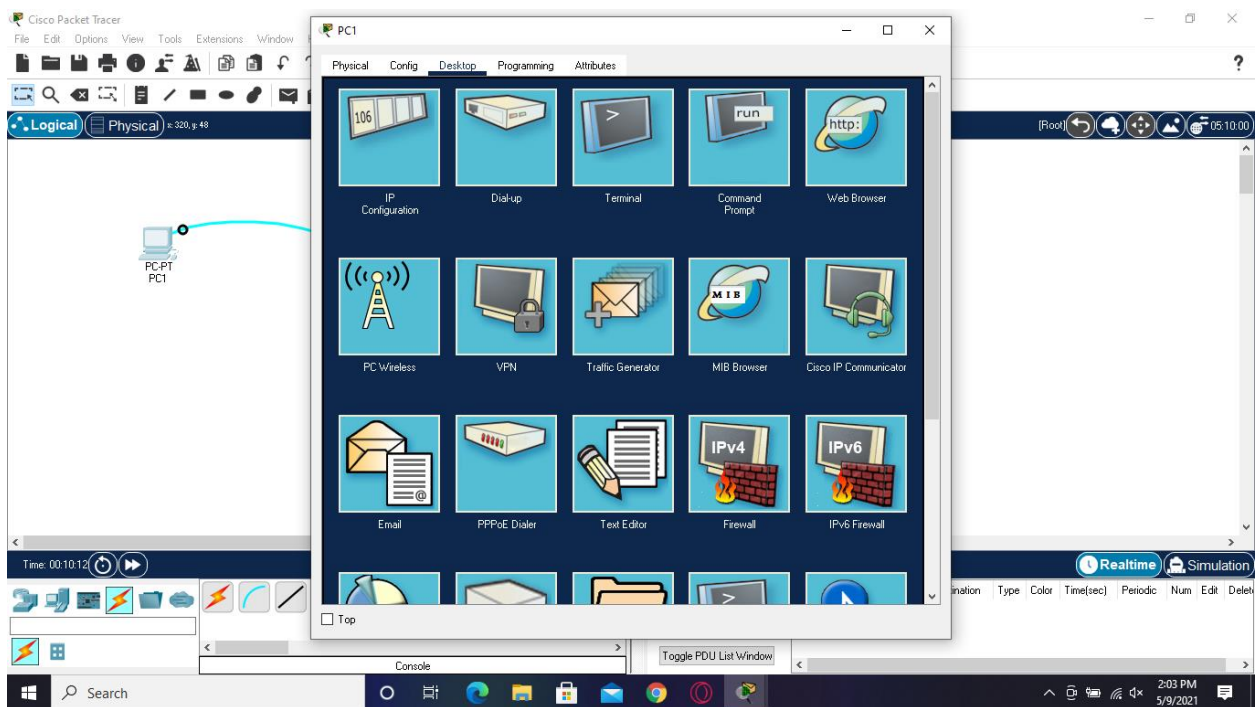 Cisco Packet Tracer
File Edit Options View Tools Extensions Window
?
Logical Physical x: 320, y: 48
[Root] 05:10:00
PC-PT
PC1
PC1
Physical Config Desktop Programming Attributes
106
>
run
http:
IP
Configuration
Dial-up
Terminal
Command
Prompt
Web Browser
MIB
PC Wireless
VPN
Traffic Generator
MIB Browser
Cisco IP Communicator
@
IPv4
IPv6
Email
PPPoE Dialer
Text Editor
Firewall
IPv6 Firewall
>
Top
Time: 00:10:12
Realtime Simulation
ination Type Color Time(sec) Periodic Num Edit Delet
Toggle PDU List Window
Console
Search
2:03 PM
5/9/2021